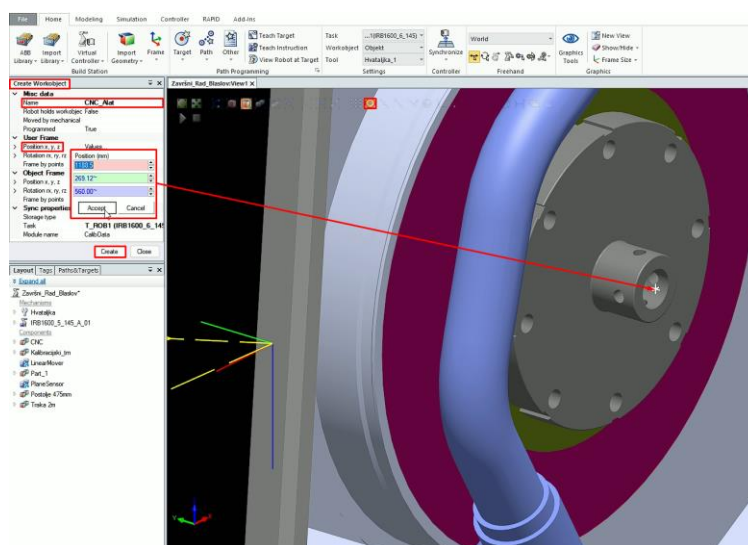 File Home Modeling Simulation Controller RAPID Add-Ins
ABB Library Import Library Virtual Controller Import Geometry Frame Target Path Other
Teach Target
Teach Instruction
View Robot at Target
Task ...1(IRB1600_6_145)
Workobject Objekt
Tool Hvataljka_1
Synchronize
World
Graphics Tools
New View
Show/Hide
Frame Size
Build Station Path Programming Settings Controller Freehand Graphics
Create Workobject
Misc data
Name CNC_Alat
Robot holds workobjec False
Moved by mechanical
Programmed True
User Frame
Position x, y, z Values
Rotation rx, ry, rz
Frame by points
Object Frame
Position x, y, z
Rotation rx, ry, rz
Frame by points
Sync properties
Storage type
Task T_ROB1 (IRB1600_6_145
Module name CalibData
Position (mm)
269.12
560.00
Accept Cancel
Create Close
Završni_Rad_Blaslov:View1 X
Layout Tags Paths&Targets
Expand all
Završni_Rad_Blaslov*
Mechanisms
Hvataljka
IRB1600_6_145_A_01
Components
CNC
Kalibracijski_trn
LinearMover
Part_1
PlaneSensor
Postolje 475mm
Traka 2m